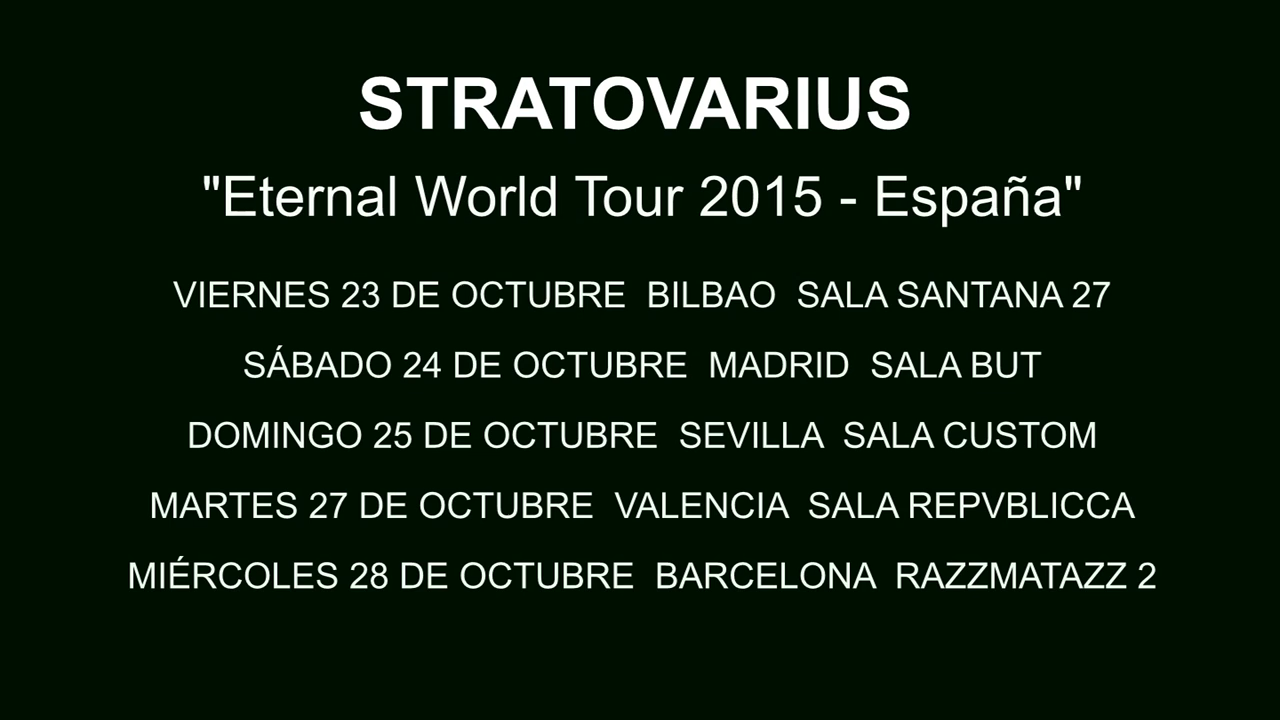 STRATOVARIUS
"Eternal World Tour 2015 - España"
VIERNES 23 DE OCTUBRE  BILBAO  SALA SANTANA 27
SÁBADO 24 DE OCTUBRE  MADRID  SALA BUT
DOMINGO 25 DE OCTUBRE  SEVILLA  SALA CUSTOM
MARTES 27 DE OCTUBRE  VALENCIA  SALA REPVBLICCA
MIÉRCOLES 28 DE OCTUBRE  BARCELONA  RAZZMATAZZ 2